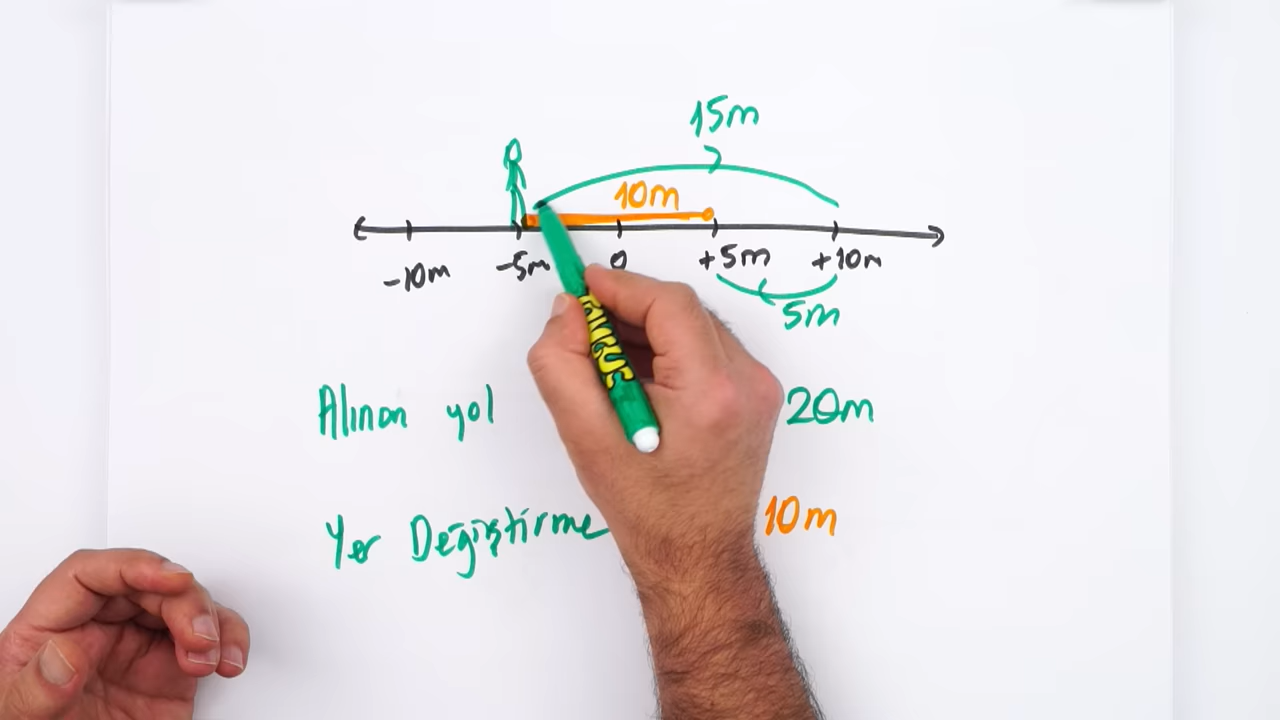 15m
10m
-10m -5m 0 +5m +10m
5m
Alınan yol 20m
Yer Değiştirme 10m